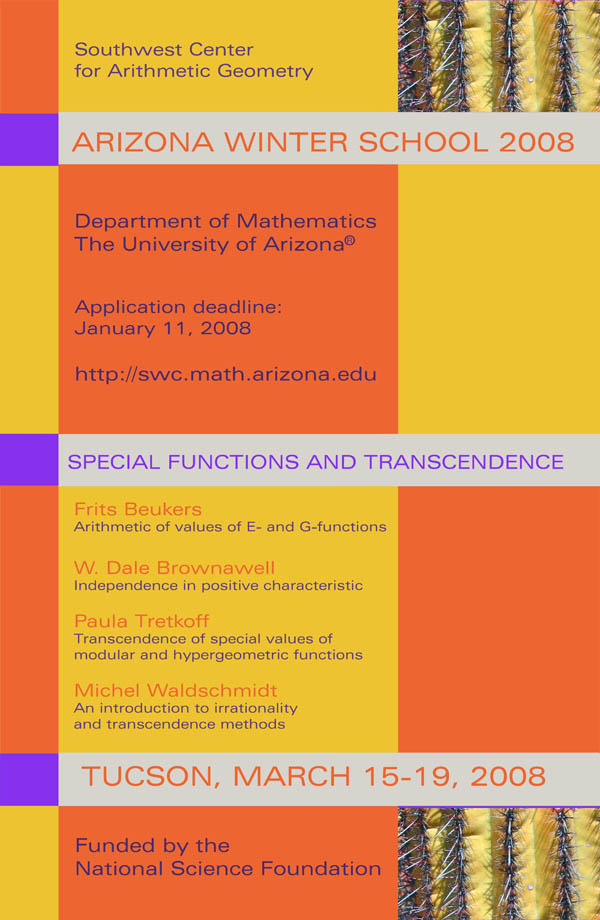 Southwest Center
for Arithmetic Geometry
ARIZONA WINTER SCHOOL 2008
Department of Mathematics
The University of Arizona®
Application deadline:
January 11, 2008
http://swc.math.arizona.edu
SPECIAL FUNCTIONS AND TRANSCENDENCE
Frits Beukers
Arithmetic of values of E- and G-functions
W. Dale Brownawell
Independence in positive characteristic
Paula Tretkoff
Transcendence of special values of
modular and hypergeometric functions
Michel Waldschmidt
An introduction to irrationality
and transcendence methods
TUCSON, MARCH 15-19, 2008
Funded by the
National Science Foundation